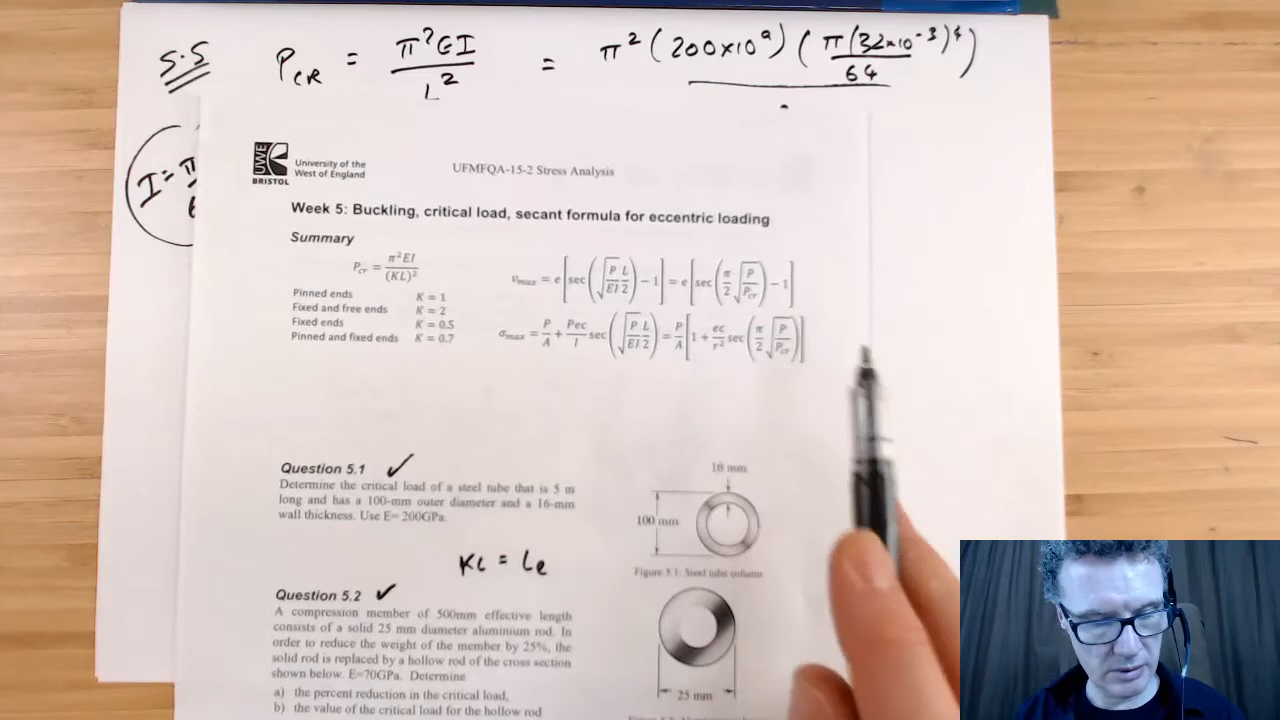 S.S P_CR = π²EI / L² = π² (200×10⁹) (π(32×10⁻³)⁴ / 64)
I = π
UWE BRISTOL
University of the
West of England
UFMFQA-15-2 Stress Analysis
Week 5: Buckling, critical load, secant formula for eccentric loading
Summary
P_cr = π²EI / (KL)²
v_max = e[sec(√(P/EI) L/2) − 1] = e[sec(π/2 √(P/P_cr)) − 1]
Pinned ends K = 1
Fixed and free ends K = 2
Fixed ends K = 0.5
Pinned and fixed ends K = 0.7
σ_max = P/A + Pec/I sec(√(P/EI) L/2) = P/A [1 + ec/r² sec(π/2 √(P/P_cr))]
Question 5.1 ✓
Determine the critical load of a steel tube that is 5 m
long and has a 100-mm outer diameter and a 16-mm
wall thickness. Use E= 200GPa.
16 mm
100 mm
Figure 5.1: Steel tube column
KL = Le
Question 5.2 ✓
A compression member of 500mm effective length
consists of a solid 25 mm diameter aluminium rod. In
order to reduce the weight of the member by 25%, the
solid rod is replaced by a hollow rod of the cross section
shown below. E=70GPa. Determine
a) the percent reduction in the critical load,
b) the value of the critical load for the hollow rod
25 mm